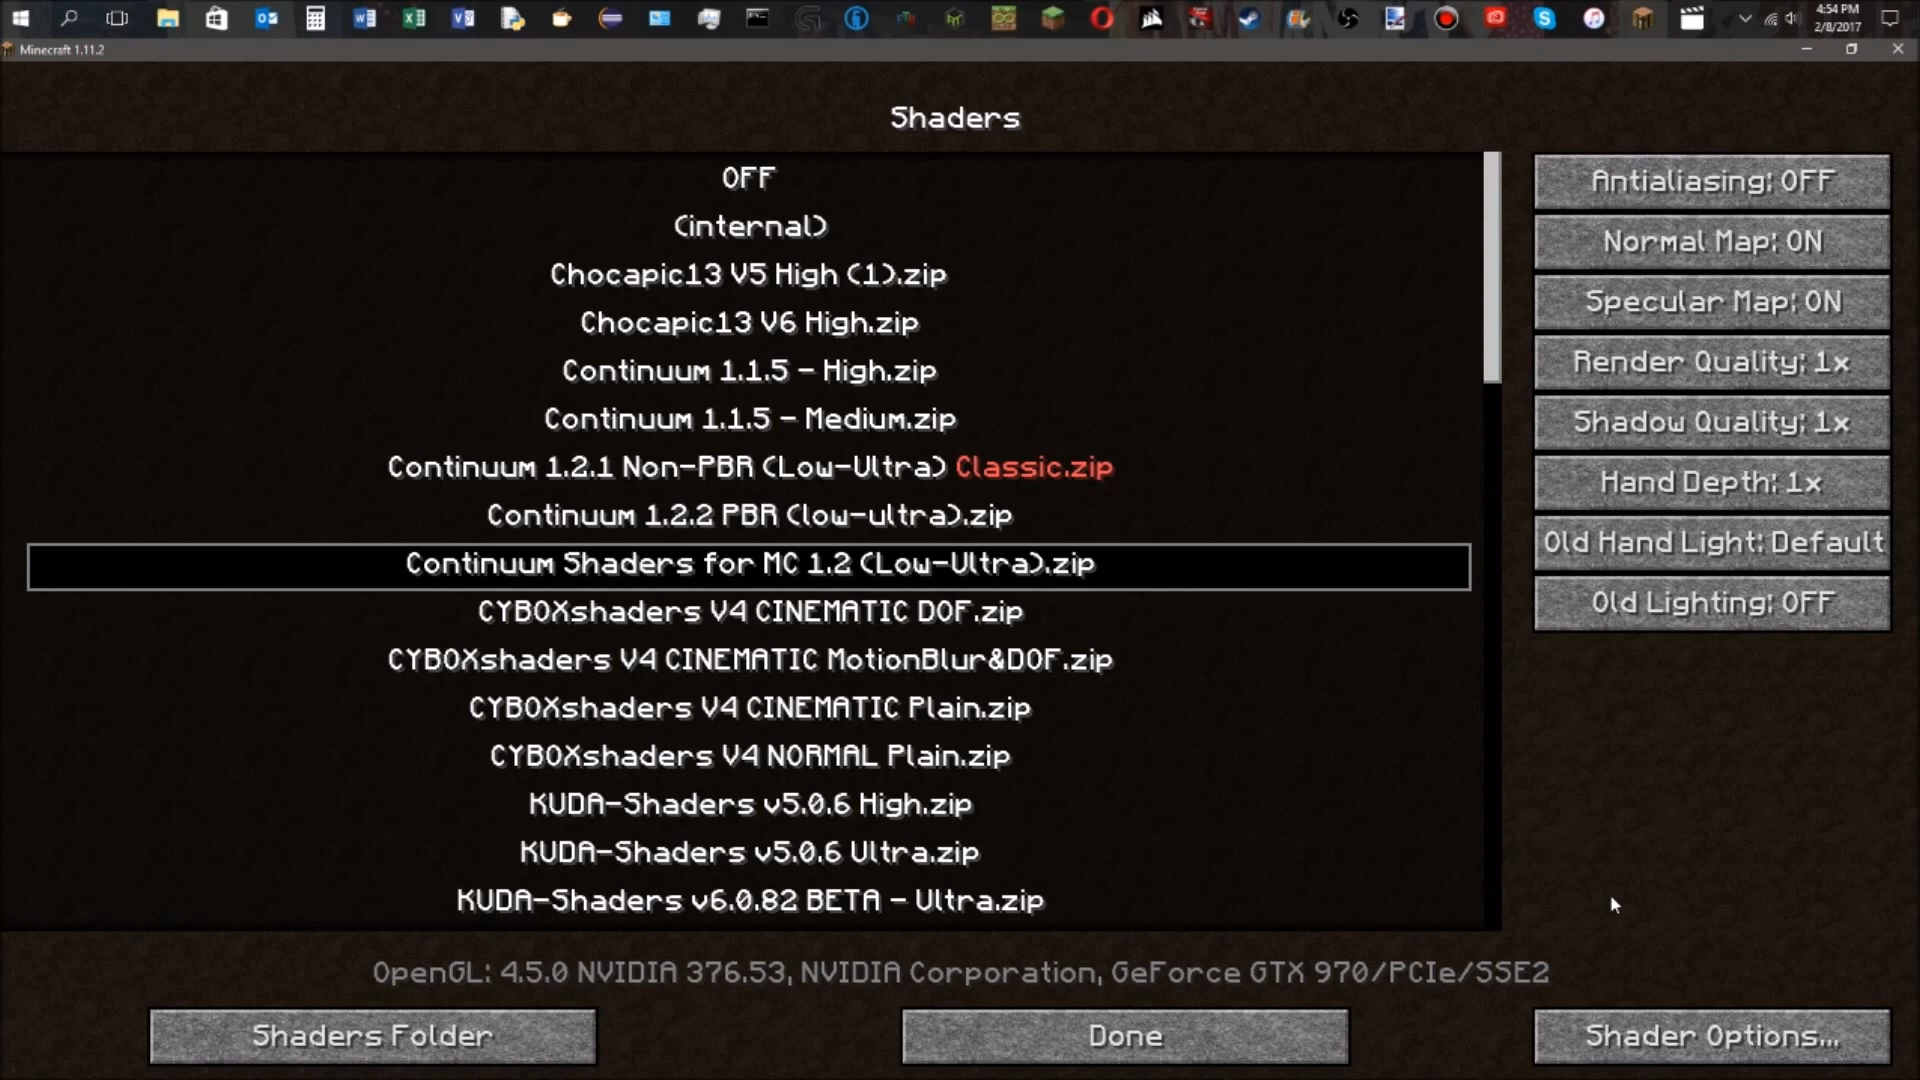 4:54 PM
2/8/2017
Minecraft 1.11.2
Shaders
OFF
(internal)
Chocapic13 V5 High (1).zip
Chocapic13 V6 High.zip
Continuum 1.1.5 - High.zip
Continuum 1.1.5 - Medium.zip
Continuum 1.2.1 Non-PBR (Low-Ultra) Classic.zip
Continuum 1.2.2 PBR (low-ultra).zip
Continuum Shaders for MC 1.2 (Low-Ultra).zip
CYBOXshaders V4 CINEMATIC DOF.zip
CYBOXshaders V4 CINEMATIC MotionBlur&DOF.zip
CYBOXshaders V4 CINEMATIC Plain.zip
CYBOXshaders V4 NORMAL Plain.zip
KUDA-Shaders v5.0.6 High.zip
KUDA-Shaders v5.0.6 Ultra.zip
KUDA-Shaders v6.0.82 BETA - Ultra.zip
Antialiasing: OFF
Normal Map: ON
Specular Map: ON
Render Quality: 1x
Shadow Quality: 1x
Hand Depth: 1x
Old Hand Light: Default
Old Lighting: OFF
OpenGL: 4.5.0 NVIDIA 376.53, NVIDIA Corporation, GeForce GTX 970/PCIe/SSE2
Shaders Folder
Done
Shader Options...